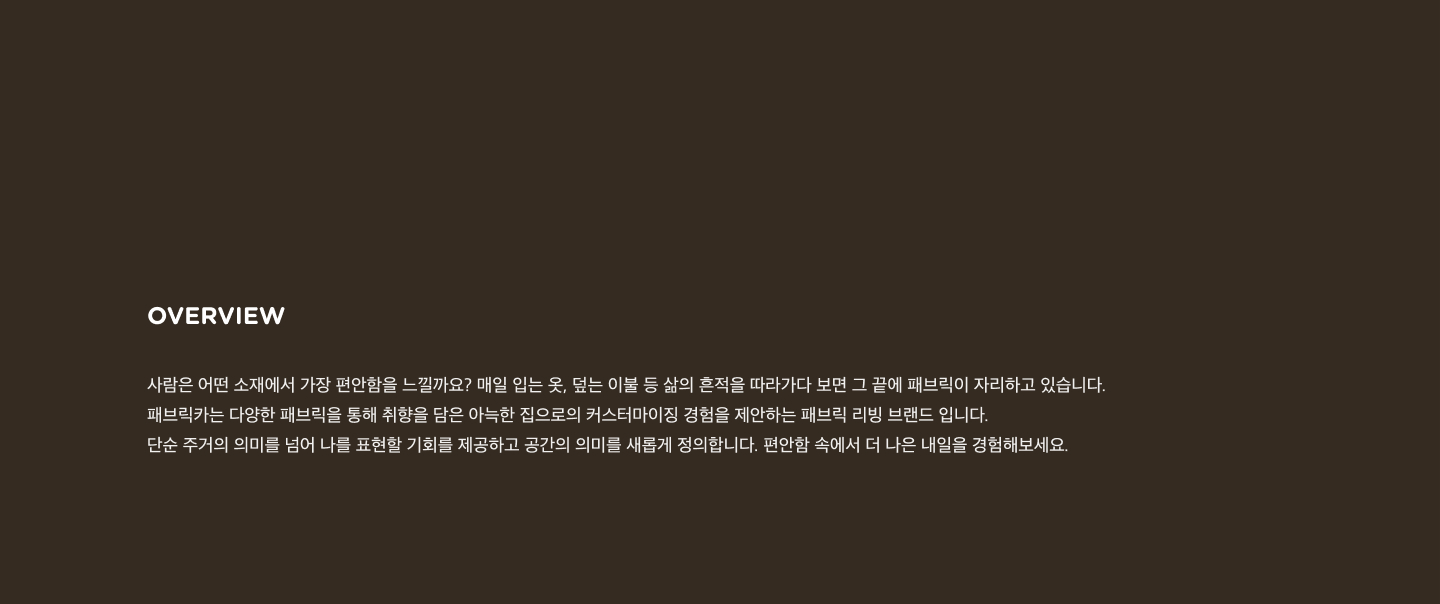 OVERVIEW
사람은 어떤 소재에서 가장 편안함을 느낄까요? 매일 입는 옷, 덮는 이불 등 삶의 흔적을 따라가다 보면 그 끝에 패브릭이 자리하고 있습니다.
패브릭카는 다양한 패브릭을 통해 취향을 담은 아늑한 집으로의 커스터마이징 경험을 제안하는 패브릭 리빙 브랜드 입니다.
단순 주거의 의미를 넘어 나를 표현할 기회를 제공하고 공간의 의미를 새롭게 정의합니다. 편안함 속에서 더 나은 내일을 경험해보세요.